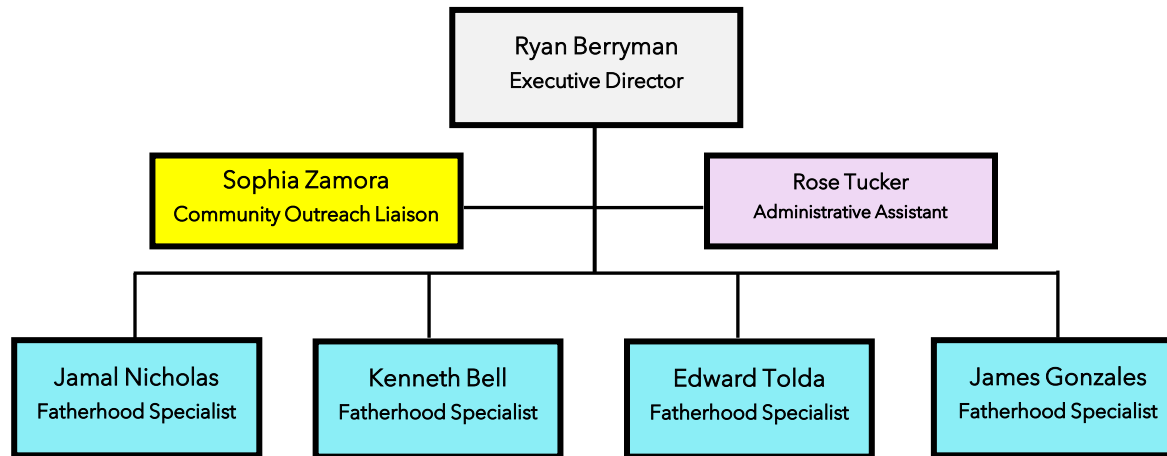 Ryan Berryman
Executive Director
Sophia Zamora
Community Outreach Liaison
Rose Tucker
Administrative Assistant
Jamal Nicholas
Fatherhood Specialist
Kenneth Bell
Fatherhood Specialist
Edward Tolda
Fatherhood Specialist
James Gonzales
Fatherhood Specialist